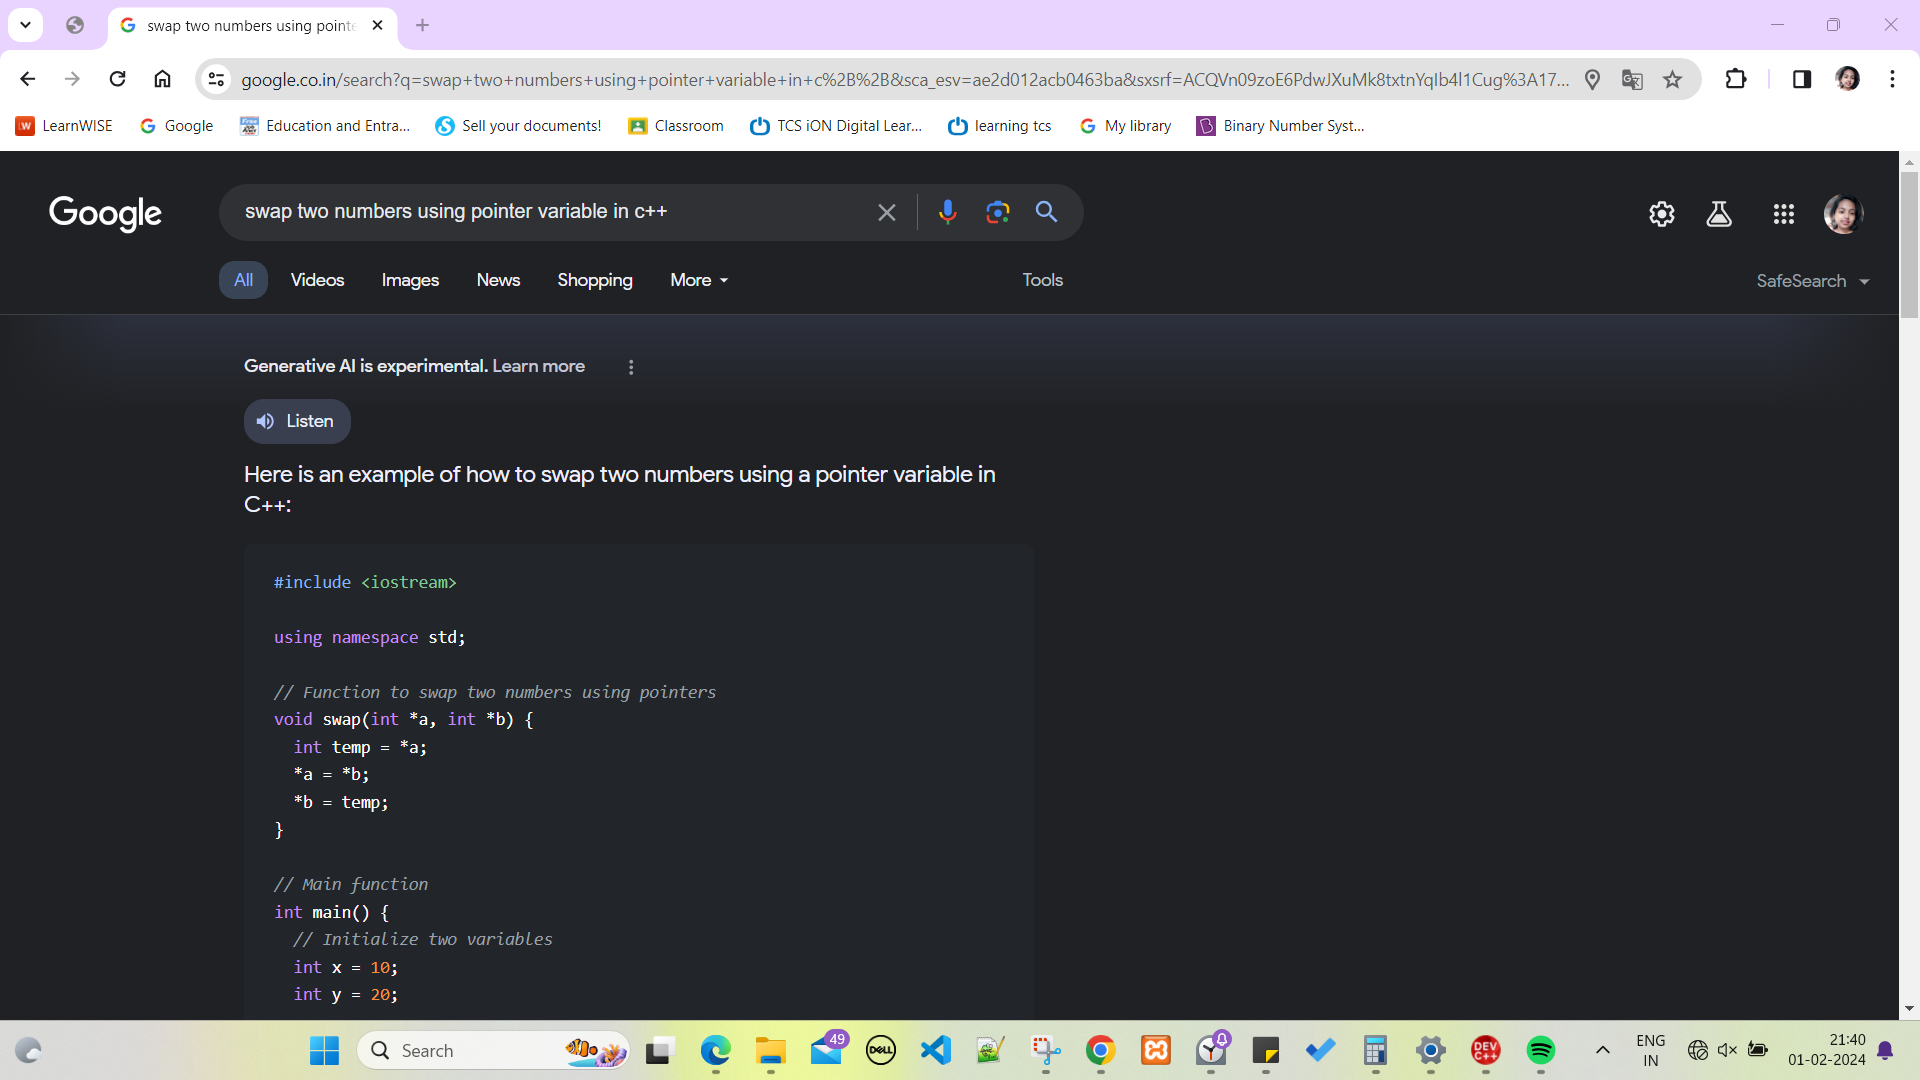 swap two numbers using pointe
google.co.in/search?q=swap+two+numbers+using+pointer+variable+in+c%2B%2B&sca_esv=ae2d012acb0463ba&sxsrf=ACQVn09zoE6PdwJXuMk8txtnYqIb4l1Cug%3A17...
LearnWISE
Google
Education and Entra...
Sell your documents!
Classroom
TCS iON Digital Lear...
learning tcs
My library
Binary Number Syst...
Google
swap two numbers using pointer variable in c++
All
Videos
Images
News
Shopping
More
Tools
SafeSearch
Generative AI is experimental. Learn more
Listen
Here is an example of how to swap two numbers using a pointer variable in
C++:
#include <iostream>
using namespace std;
// Function to swap two numbers using pointers
void swap(int *a, int *b) {
int temp = *a;
*a = *b;
*b = temp;
}
// Main function
int main() {
// Initialize two variables
int x = 10;
int y = 20;
Search
49
DELL
DEV
C++
ENG
IN
21:40
01-02-2024